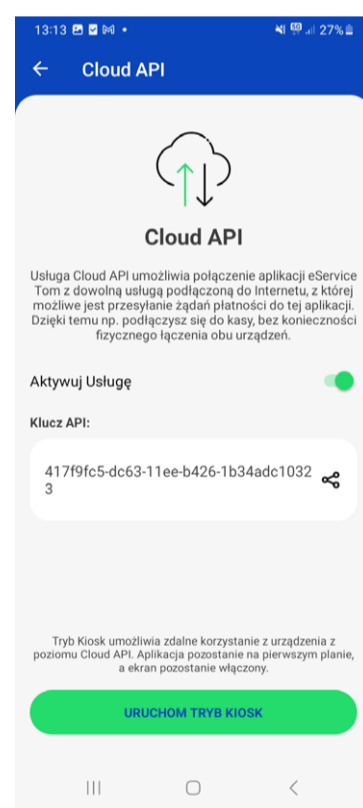 13:13
27%
Cloud API
Cloud API
Usługa Cloud API umożliwia połączenie aplikacji eService
Tom z dowolną usługą podłączoną do Internetu, z której
możliwe jest przesyłanie żądań płatności do tej aplikacji.
Dzięki temu np. podłączysz się do kasy, bez konieczności
fizycznego łączenia obu urządzeń.
Aktywuj Usługę
Klucz API:
417f9fc5-dc63-11ee-b426-1b34adc1032
3
Tryb Kiosk umożliwia zdalne korzystanie z urządzenia z
poziomu Cloud API. Aplikacja pozostanie na pierwszym planie,
a ekran pozostanie włączony.
URUCHOM TRYB KIOSK